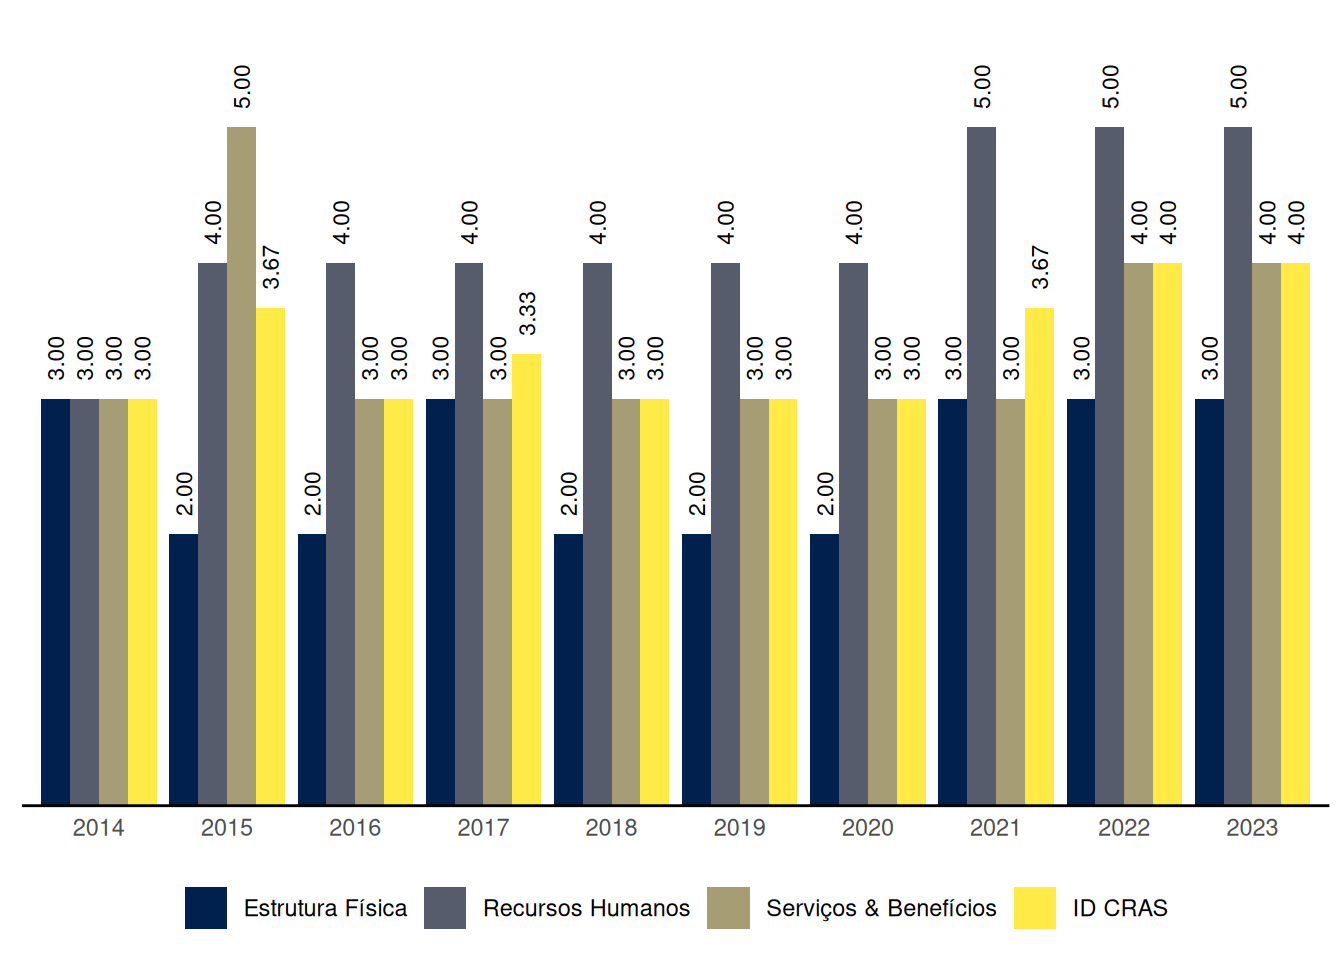 5.00 5.00 5.00 5.00
4.00 4.00 4.00 4.00 4.00 4.00 4.00 4.00 4.00 4.00
3.67 3.67
3.33
3.00 3.00 3.00 3.00 3.00 3.00 3.00 3.00 3.00 3.00 3.00 3.00 3.00 3.00 3.00 3.00 3.00 3.00
2.00 2.00 2.00 2.00 2.00
2014 2015 2016 2017 2018 2019 2020 2021 2022 2023
Estrutura Física Recursos Humanos Serviços & Benefícios ID CRAS